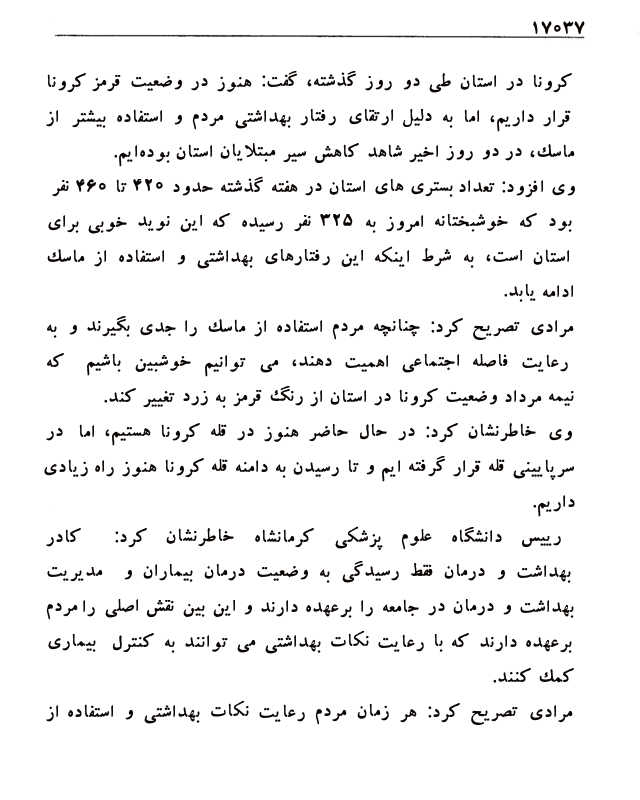 ۱۷۰۳۷
کرونا در استان طی دو روز گذشته، گفت: هنوز در وضعیت قرمز کرونا
قرار داریم، اما به دلیل ارتقای رفتار بهداشتی مردم و استفاده بیشتر از
ماسک، در دو روز اخیر شاهد کاهش سیر مبتلایان استان بوده‌ایم.
وی افزود: تعداد بستری های استان در هفته گذشته حدود ۴۲۰ تا ۴۶۰ نفر
بود که خوشبختانه امروز به ۳۲۵ نفر رسیده که این نوید خوبی برای
استان است، به شرط اینکه این رفتارهای بهداشتی و استفاده از ماسک
ادامه یابد.
مرادی تصریح کرد: چنانچه مردم استفاده از ماسک را جدی بگیرند و به
رعایت فاصله اجتماعی اهمیت دهند، می توانیم خوشبین باشیم که
نیمه مرداد وضعیت کرونا در استان از رنگ قرمز به زرد تغییر کند.
وی خاطرنشان کرد: در حال حاضر هنوز در قله کرونا هستیم، اما در
سرپایینی قله قرار گرفته ایم و تا رسیدن به دامنه قله کرونا هنوز راه زیادی
داریم.
رییس دانشگاه علوم پزشکی کرمانشاه خاطرنشان کرد: کادر
بهداشت و درمان فقط رسیدگی به وضعیت درمان بیماران و مدیریت
بهداشت و درمان در جامعه را برعهده دارند و این بین نقش اصلی را مردم
برعهده دارند که با رعایت نکات بهداشتی می توانند به کنترل بیماری
کمک کنند.
مرادی تصریح کرد: هر زمان مردم رعایت نکات بهداشتی و استفاده از